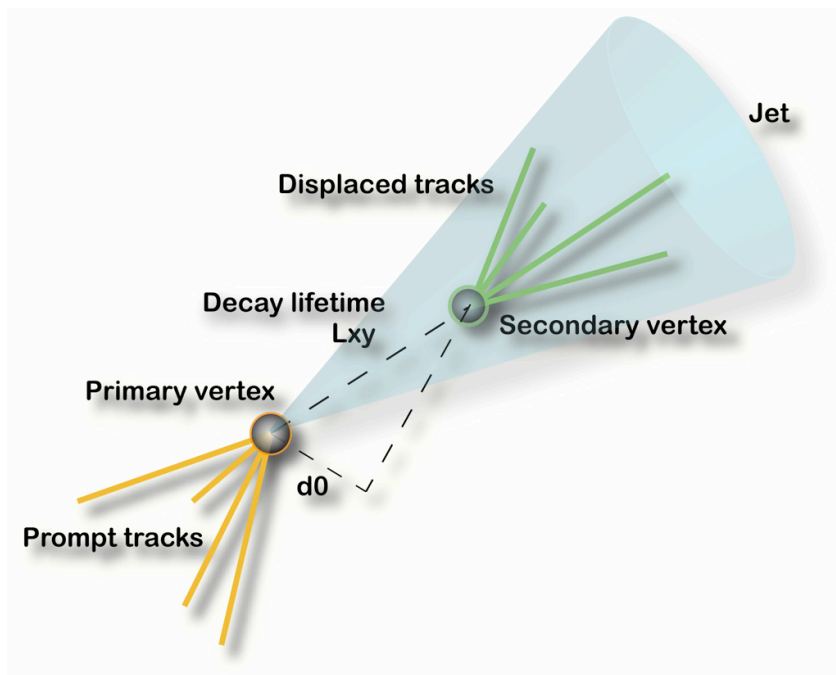 Jet
Displaced tracks
Decay lifetime
Lxy
Secondary vertex
Primary vertex
d0
Prompt tracks